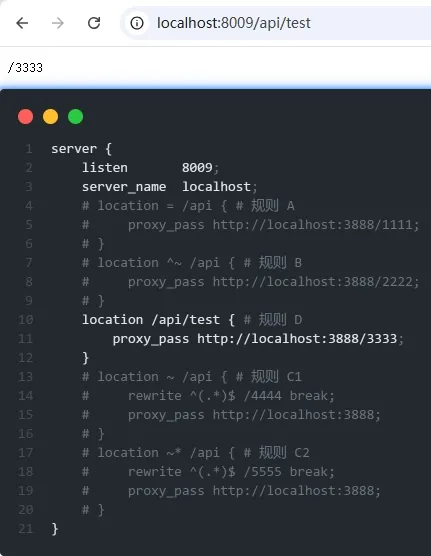 localhost:8009/api/test
/3333
1 server {
2     listen       8009;
3     server_name  localhost;
4     # location = /api { # 规则 A
5     #     proxy_pass http://localhost:3888/1111;
6     # }
7     # location ^~ /api { # 规则 B
8     #     proxy_pass http://localhost:3888/2222;
9     # }
10     location /api/test { # 规则 D
11         proxy_pass http://localhost:3888/3333;
12     }
13     # location ~ /api { # 规则 C1
14     #     rewrite ^(.*)$ /4444 break;
15     #     proxy_pass http://localhost:3888;
16     # }
17     # location ~* /api { # 规则 C2
18     #     rewrite ^(.*)$ /5555 break;
19     #     proxy_pass http://localhost:3888;
20     # }
21 }